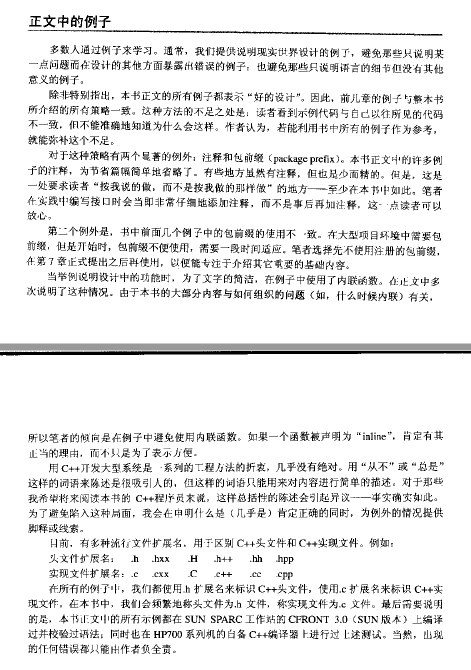 正文中的例子
多数人通过例子来学习。通常，我们提供说明现实世界设计的例子，避免那些只说明某
一点问题而在设计的其他方面暴露出错误的例子；也避免那些只说明语言的细节但没有其他
意义的例子。
除非特别指出，本书正文的所有例子都表示“好的设计”。因此，前几章的例子与整本书
所介绍的所有策略一致。这种方法的不足之处是：读者看到示例代码与自己以往所见的代码
不一致，但不能准确地知道为什么会这样。作者认为，若能利用书中所有的例子作为参考，
就能弥补这个不足。
对于这种策略有两个显著的例外：注释和包前缀（package prefix）。本书正文中的许多例
子的注释，为节省篇幅简单地省略了。有些地方虽然有注释，但也是少而精的。但是，这是
一处要求读者“按我说的做，而不是按我做的那样做”的地方——至少在本书中如此。笔者
在实践中编写接口时会当即非常仔细地添加注释，而不是事后再加注释，这一点读者可以
放心。
第二个例外是，书中前面几个例子中的包前缀的使用不一致。在大型项目环境中需要包
前缀，但是开始时，包前缀不便使用，需要一段时间适应。笔者选择先不使用注册的包前缀，
在第 7 章正式提出之后再使用，以便能专注于介绍其它重要的基础内容。
当举例说明设计中的功能时，为了文字的简洁，在例子中使用了内联函数。在正文中多
次说明了这种情况。由于本书的大部分内容与如何组织的问题（如，什么时候内联）有关，
所以笔者的倾向是在例子中避免使用内联函数。如果一个函数被声明为“inline”，肯定有其
正当的理由，而不只是为了表示方便。
用 C++开发大型系统是一系列的工程方法的折衷，几乎没有绝对。用“从不”或“总是”
这样的词语来陈述是很吸引人的，但这样的词语只能用来对内容进行简单的描述。对于那些
我希望将来阅读本书的 C++程序员来说，这样总括性的陈述会引起异议——事实确实如此。
为了避免陷入这种局面，我会在申明什么是（几乎是）肯定正确的同时，为例外的情况提供
脚释或线索。
目前，有多种流行文件扩展名，用于区别 C++头文件和 C++实现文件。例如：
头文件扩展名： .h .hxx .H .h++ .hh .hpp
实现文件扩展名：.c .cxx .C .c++ .cc .cpp
在所有的例子中，我们都使用.h 扩展名来标识 C++头文件，使用.c 扩展名来标识 C++实
现文件。在本书中，我们会频繁地称头文件为.h 文件，称实现文件为.c 文件。最后需要说明
的是，本书正文中的所有示例都在 SUN SPARC 工作站的 CFRONT 3.0（SUN 版本）上编译
过并校验过语法；同时也在 HP700 系列机的自备 C++编译器上进行过上述测试。当然，出现
的任何错误都只能由作者负全责。